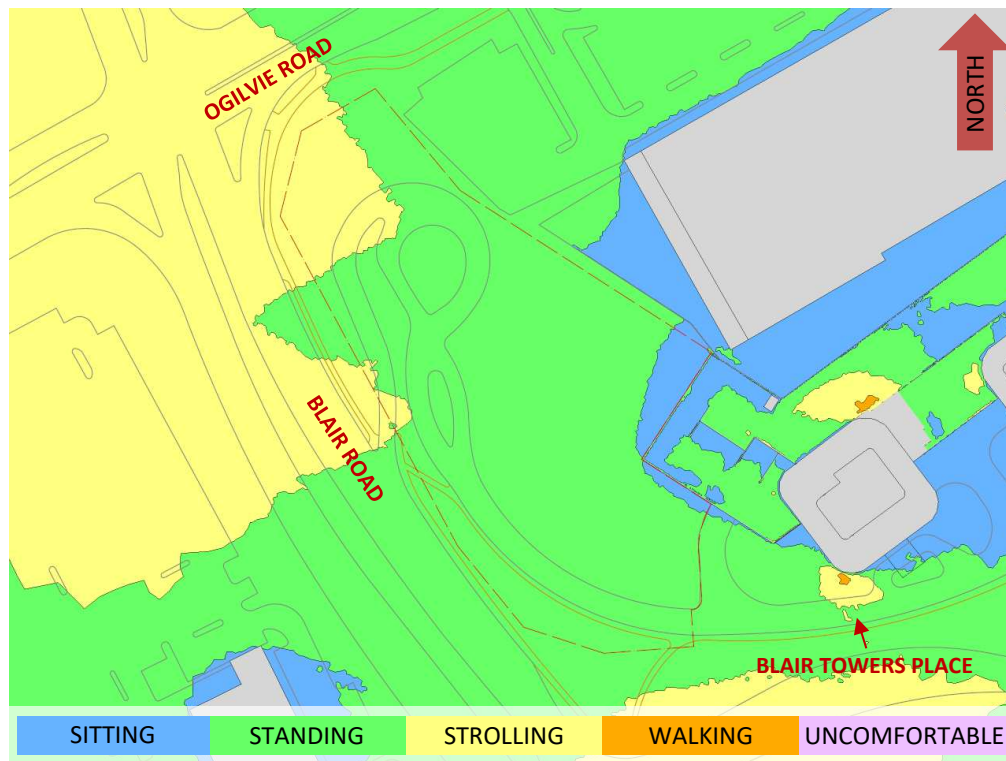 OGILVIE ROAD
NORTH
BLAIR ROAD
BLAIR TOWERS PLACE
SITTING
STANDING
STROLLING
WALKING
UNCOMFORTABLE